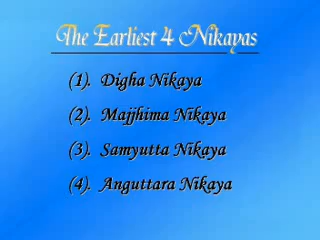 The Earliest 4 Nikayas
(1). Digha Nikaya
(2). Majjhima Nikaya
(3). Samyutta Nikaya
(4). Anguttara Nikaya